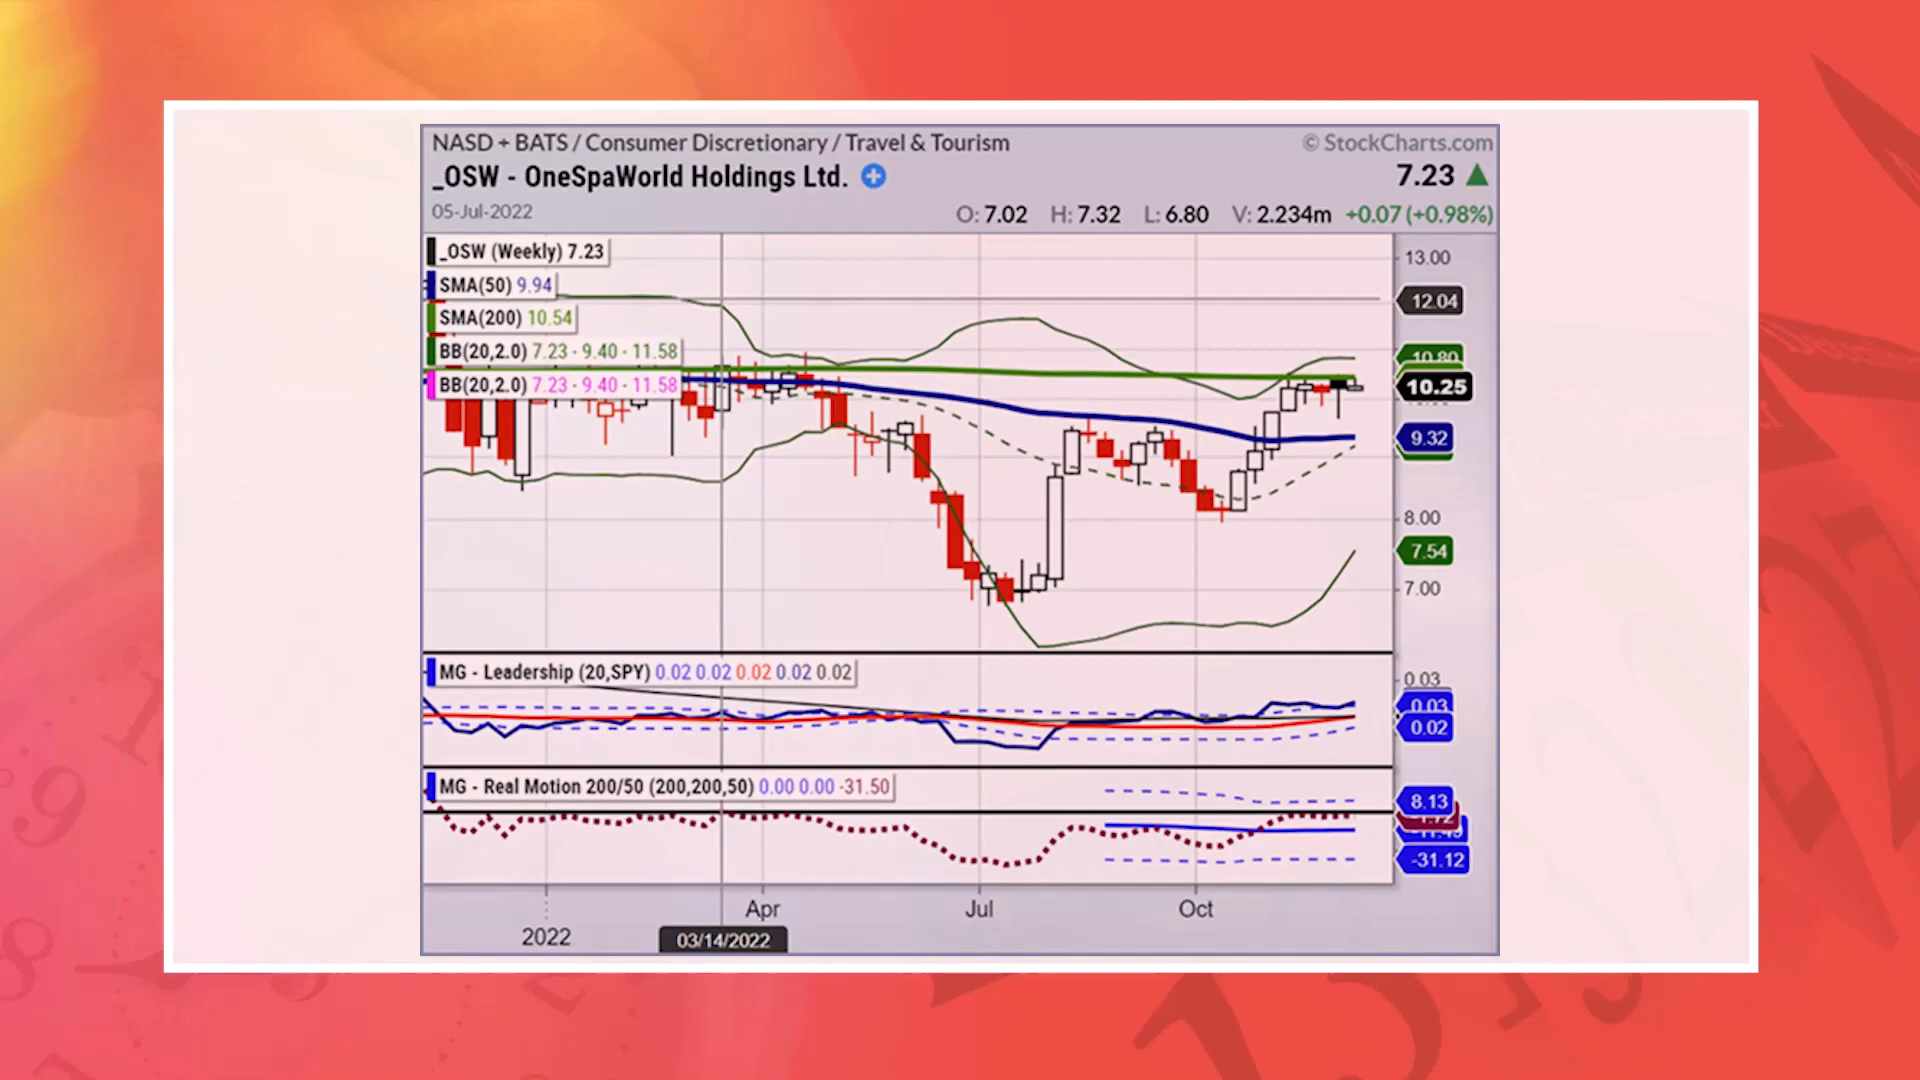 NASD + BATS / Consumer Discretionary / Travel & Tourism
© StockCharts.com
_OSW - OneSpaWorld Holdings Ltd.
7.23
05-Jul-2022
O: 7.02 H: 7.32 L: 6.80 V: 2.234m +0.07 (+0.98%)
_OSW (Weekly) 7.23
SMA(50) 9.94
SMA(200) 10.54
BB(20,2.0) 7.23 - 9.40 - 11.58
BB(20,2.0) 7.23 - 9.40 - 11.58
13.00
12.04
10.80
10.25
9.32
8.00
7.54
7.00
MG - Leadership (20,SPY) 0.02 0.02 0.02 0.02 0.02
0.03
0.03
0.02
MG - Real Motion 200/50 (200,200,50) 0.00 0.00 -31.50
8.13
-31.12
Apr
Jul
Oct
2022
03/14/2022